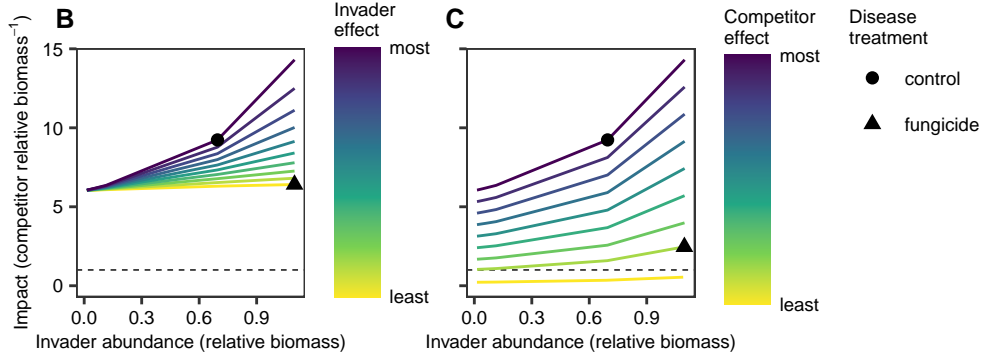 B
Invader
effect
most
least
C
Competitor
effect
most
least
Disease
treatment
control
fungicide
Impact (competitor relative biomass⁻¹)
15
10
5
0
0.0 0.3 0.6 0.9
Invader abundance (relative biomass)
0.0 0.3 0.6 0.9
Invader abundance (relative biomass)